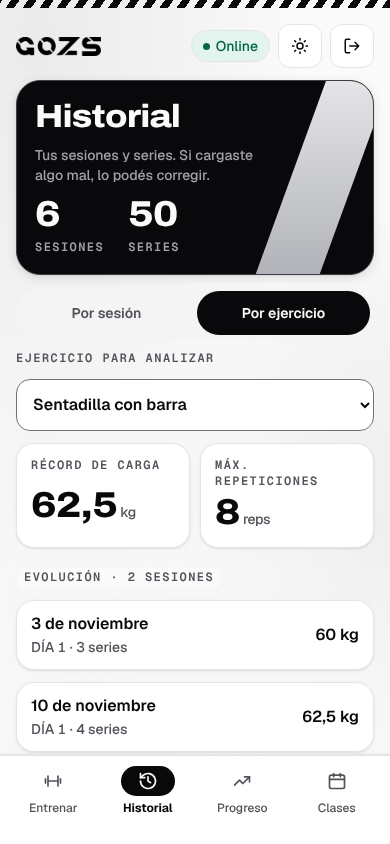 GOZS
Online
Historial
Tus sesiones y series. Si cargaste
algo mal, lo podés corregir.
6
SESIONES
50
SERIES
Por sesión
Por ejercicio
EJERCICIO PARA ANALIZAR
Sentadilla con barra
RÉCORD DE CARGA
62,5 kg
MÁX.
REPETICIONES
8 reps
EVOLUCIÓN · 2 SESIONES
3 de noviembre
DÍA 1 · 3 series
60 kg
10 de noviembre
DÍA 1 · 4 series
62,5 kg
Entrenar
Historial
Progreso
Clases